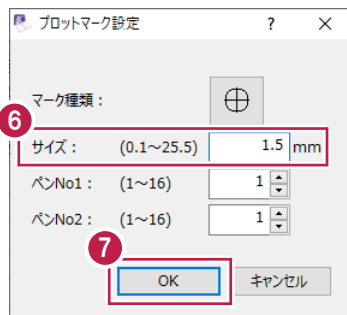 プロットマーク設定 ? ×
マーク種類：
6
サイズ： (0.1～25.5) 1.5 mm
ペンNo1： (1～16) 1
ペンNo2： (1～16) 1
7
OK キャンセル